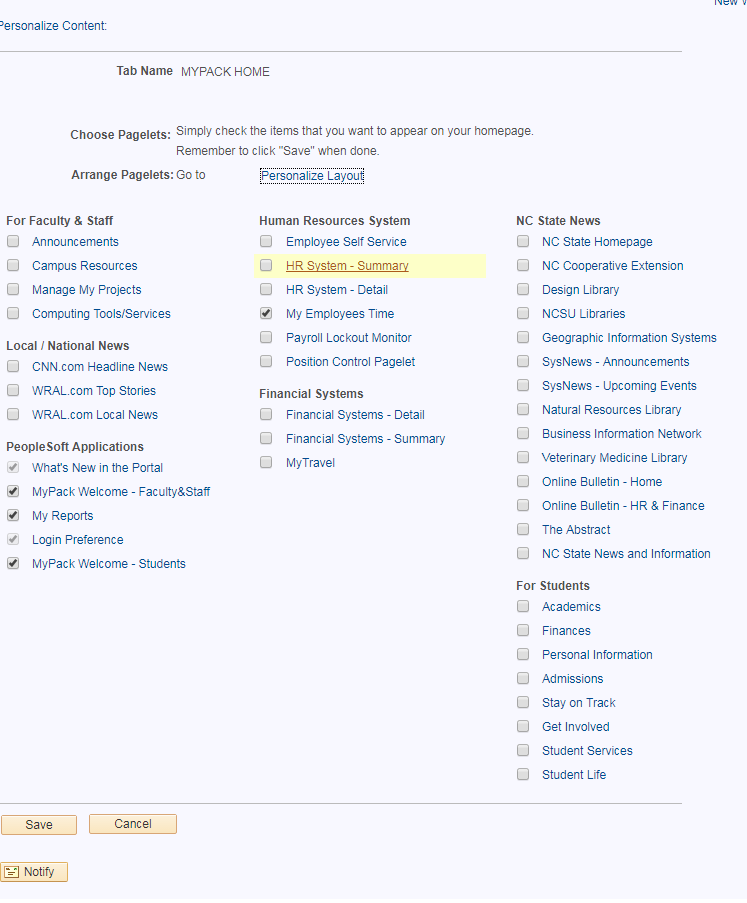 New
Personalize Content:
Tab Name MYPACK HOME
Choose Pagelets: Simply check the items that you want to appear on your homepage.
Remember to click "Save" when done.
Arrange Pagelets: Go to Personalize Layout
For Faculty & Staff
Announcements
Campus Resources
Manage My Projects
Computing Tools/Services
Local / National News
CNN.com Headline News
WRAL.com Top Stories
WRAL.com Local News
PeopleSoft Applications
What's New in the Portal
MyPack Welcome - Faculty&Staff
My Reports
Login Preference
MyPack Welcome - Students
Human Resources System
Employee Self Service
HR System - Summary
HR System - Detail
My Employees Time
Payroll Lockout Monitor
Position Control Pagelet
Financial Systems
Financial Systems - Detail
Financial Systems - Summary
MyTravel
NC State News
NC State Homepage
NC Cooperative Extension
Design Library
NCSU Libraries
Geographic Information Systems
SysNews - Announcements
SysNews - Upcoming Events
Natural Resources Library
Business Information Network
Veterinary Medicine Library
Online Bulletin - Home
Online Bulletin - HR & Finance
The Abstract
NC State News and Information
For Students
Academics
Finances
Personal Information
Admissions
Stay on Track
Get Involved
Student Services
Student Life
Save
Cancel
Notify